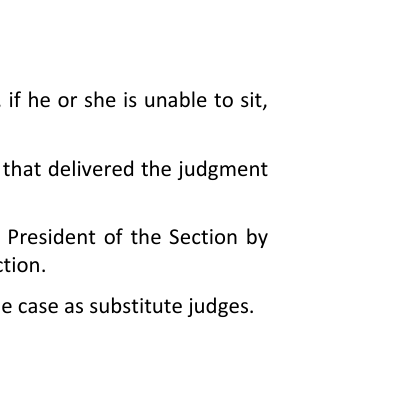 if he or she is unable to sit,
that delivered the judgment
President of the Section by
ction.
e case as substitute judges.